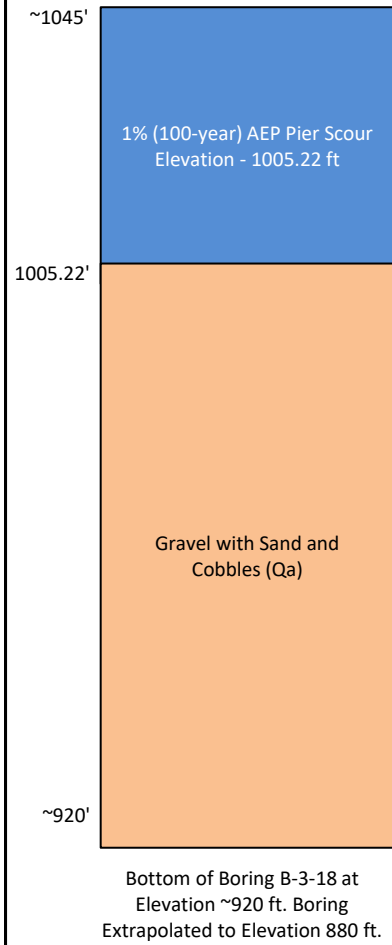 ~1045'
1% (100-year) AEP Pier Scour
Elevation - 1005.22 ft
1005.22'
Gravel with Sand and
Cobbles (Qa)
~920'
Bottom of Boring B-3-18 at
Elevation ~920 ft. Boring
Extrapolated to Elevation 880 ft.